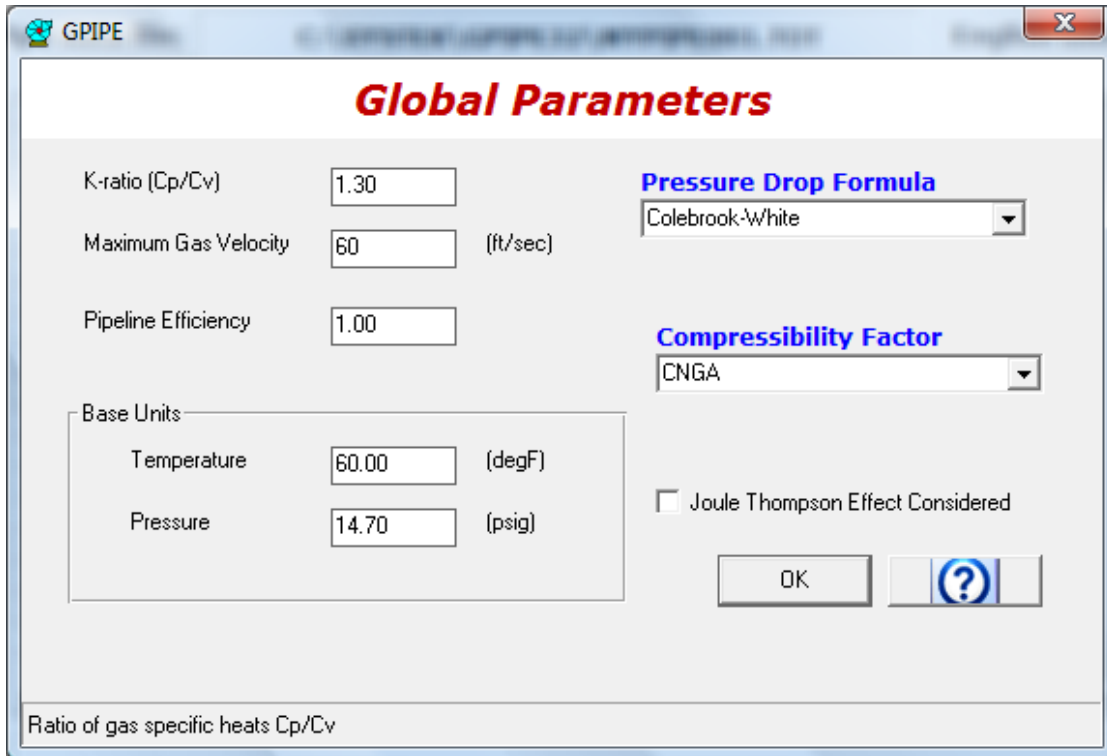 GPIPE
Global Parameters
K-ratio (Cp/Cv)
1.30
Maximum Gas Velocity
60
(ft/sec)
Pipeline Efficiency
1.00
Pressure Drop Formula
Colebrook-White
Compressibility Factor
CNGA
Base Units
Temperature
60.00
(degF)
Pressure
14.70
(psig)
Joule Thompson Effect Considered
OK
?
Ratio of gas specific heats Cp/Cv